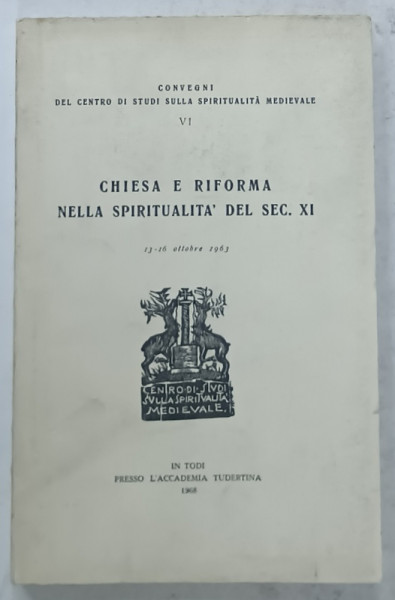 CONVEGNI
DEL CENTRO DI STUDI SULLA SPIRITUALITÀ MEDIEVALE
VI
CHIESA E RIFORMA
NELLA SPIRITUALITA' DEL SEC. XI
13-16 ottobre 1963
CENTRO·DI·STUDI
SULLA SPIRITUALITÀ
MEDIEVALE.
IN TODI
PRESSO L'ACCADEMIA TUDERTINA
1968